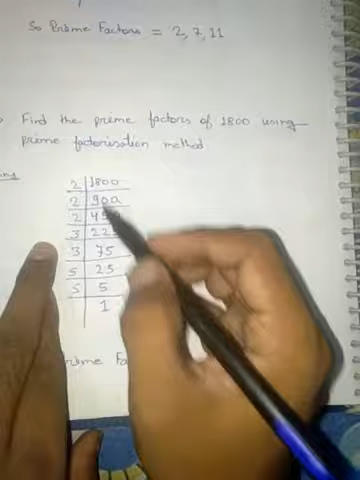 So Prime Factors = 2, 7, 11
Find the prime factors of 1800 using
prime factorization method
2 | 1800
2 | 900
2 | 450
3 | 225
3 | 75
5 | 25
5 | 5
1